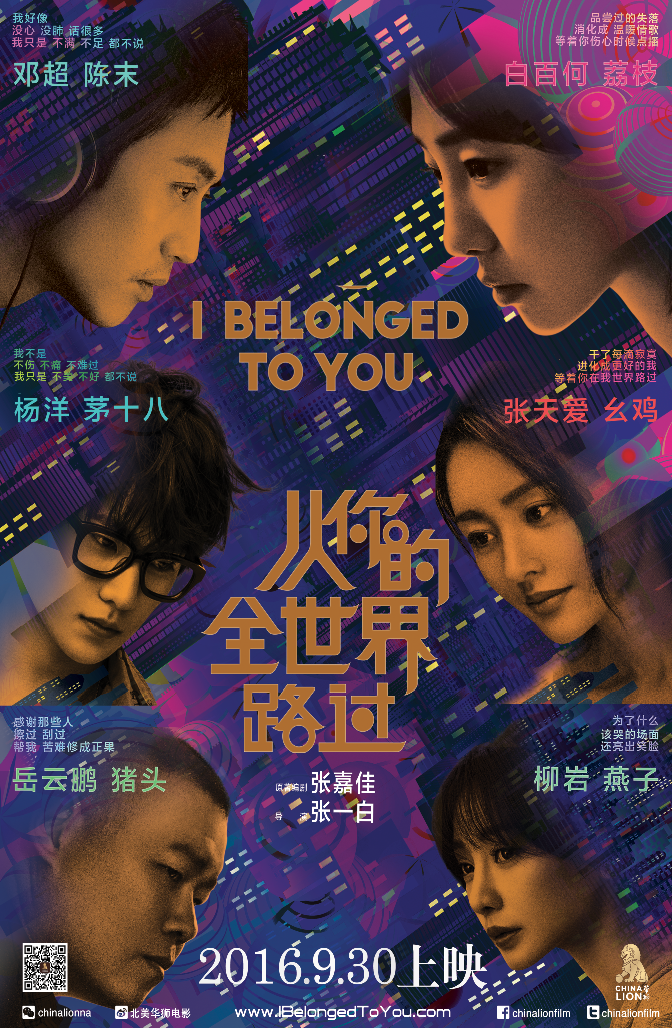 我好像
没心 没肺 话很多
我只是 不满 不足 都不说
邓超 陈末
品尝过的失落
消化成 温暖情歌
等着你伤心时候点播
白百何 荔枝
I BELONGED
TO YOU
我不是
不伤 不痛 不难过
我只是 不美 不好 都不说
杨洋 茅十八
干了每滴寂寞
进化成更好的我
等着你在我世界路过
张天爱 幺鸡
从你的
全世界
路过
感谢那些人
擦过 刮过
帮我 苦难修成正果
岳云鹏 猪头
为了什么
该哭的场面
还亮出笑脸
柳岩 燕子
原著编剧 张嘉佳
导 演 张一白
2016.9.30上映
CHINA
LION
chinalionna
北美华狮电影
www.IBelongedToYou.com
chinalionfilm
chinalionfilm